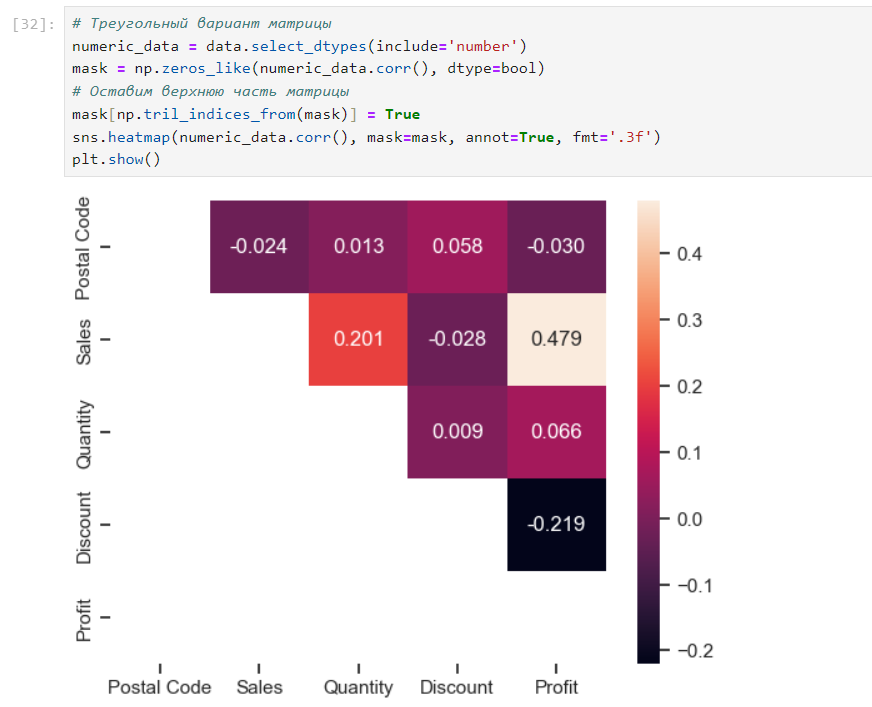 [32]:
# Треугольный вариант матрицы
numeric_data = data.select_dtypes(include='number')
mask = np.zeros_like(numeric_data.corr(), dtype=bool)
# Оставим верхнюю часть матрицы
mask[np.tril_indices_from(mask)] = True
sns.heatmap(numeric_data.corr(), mask=mask, annot=True, fmt='.3f')
plt.show()
Postal Code
-0.024 0.013 0.058 -0.030
Sales
0.201 -0.028 0.479
Quantity
0.009 0.066
Discount
-0.219
Profit
Postal Code Sales Quantity Discount Profit
0.4
0.3
0.2
0.1
0.0
−0.1
−0.2